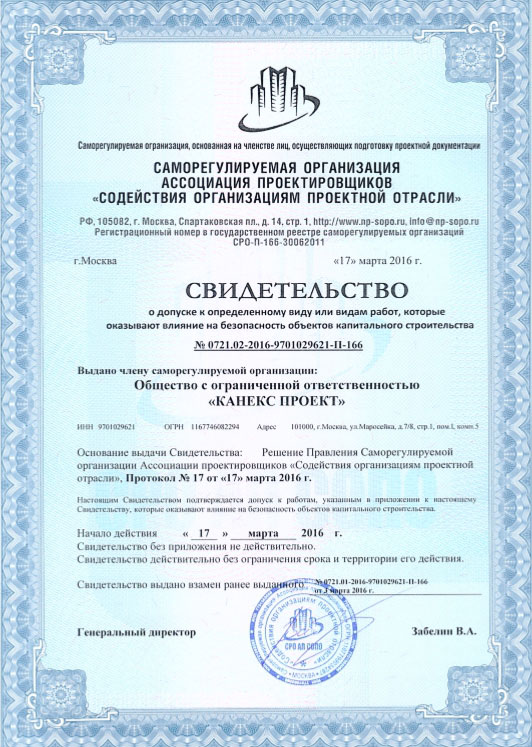 Саморегулируемая организация, основанная на членстве лиц, осуществляющих подготовку проектной документации
САМОРЕГУЛИРУЕМАЯ ОРГАНИЗАЦИЯ
АССОЦИАЦИЯ ПРОЕКТИРОВЩИКОВ
«СОДЕЙСТВИЯ ОРГАНИЗАЦИЯМ ПРОЕКТНОЙ ОТРАСЛИ»
РФ, 105082, г. Москва, Спартаковская пл., д. 14, стр. 1, http://www.np-sopo.ru, info@np-sopo.ru
Регистрационный номер в государственном реестре саморегулируемых организаций
СРО-П-166-30062011
г.Москва «17» марта 2016 г.
СВИДЕТЕЛЬСТВО
о допуске к определенному виду или видам работ, которые
оказывают влияние на безопасность объектов капитального строительства
№ 0721.02-2016-9701029621-П-166
Выдано члену саморегулируемой организации:
Общество с ограниченной ответственностью
«КАНЕКС ПРОЕКТ»
ИНН 9701029621 ОГРН 1167746082294 Адрес 101000, г.Москва, ул.Маросейка, д.7/8, стр.1, пом.I, комн.5
Основание выдачи Свидетельства: Решение Правления Саморегулируемой
организации Ассоциации проектировщиков «Содействия организациям проектной
отрасли», Протокол № 17 от «17» марта 2016 г.
Настоящим Свидетельством подтверждается допуск к работам, указанным в приложении к настоящему
Свидетельству, которые оказывают влияние на безопасность объектов капитального строительства.
Начало действия « 17 » марта 2016 г.
Свидетельство без приложения не действительно.
Свидетельство действительно без ограничения срока и территории его действия.
Свидетельство выдано взамен ранее выданного № 0721.01-2016-9701029621-П-166
от 3 марта 2016 г.
Генеральный директор Забелин В.А.
СРО АП СОПО
МОСКВА